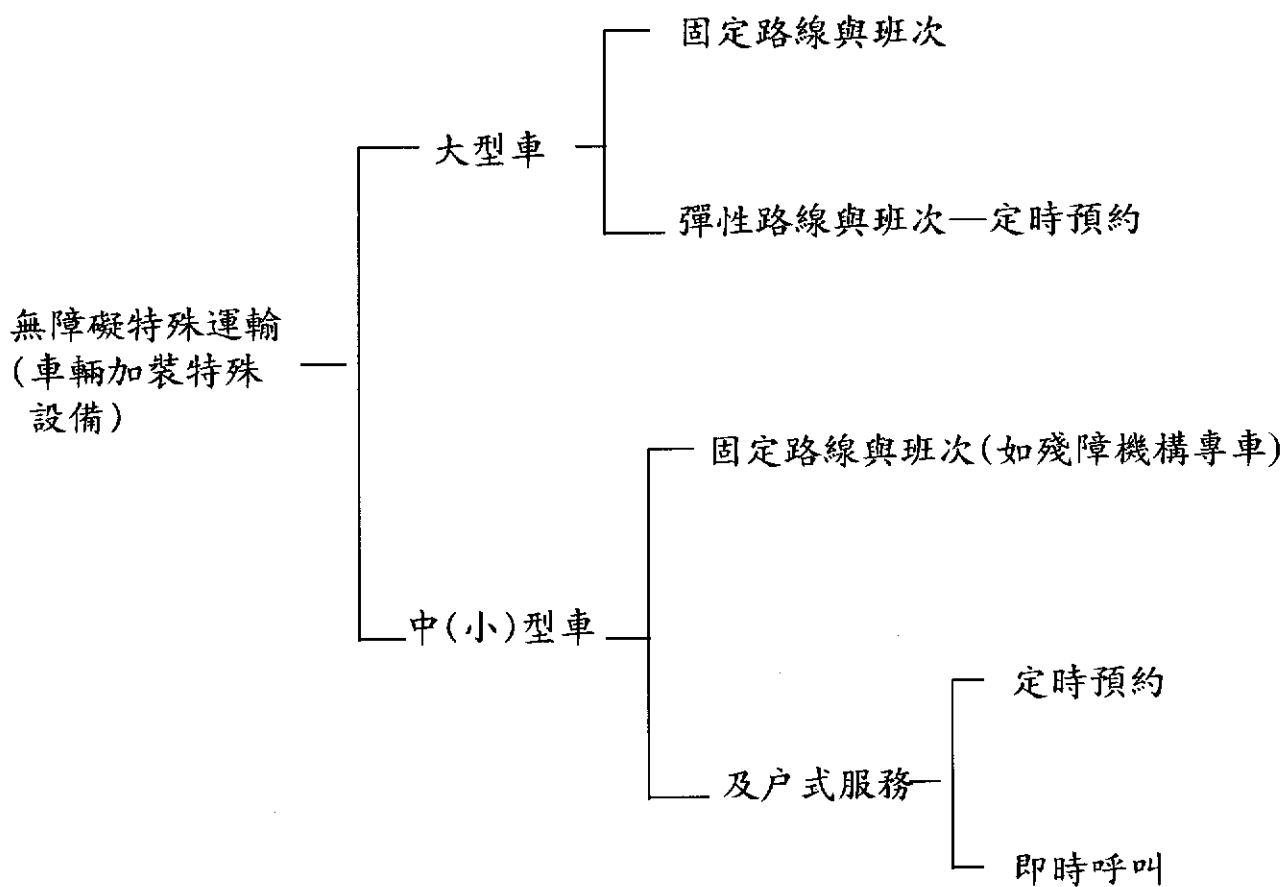 固定路線與班次
大型車
彈性路線與班次—定時預約
無障礙特殊運輸
(車輛加裝特殊
設備)
固定路線與班次(如殘障機構專車)
中(小)型車
定時預約
及户式服務
即時呼叫